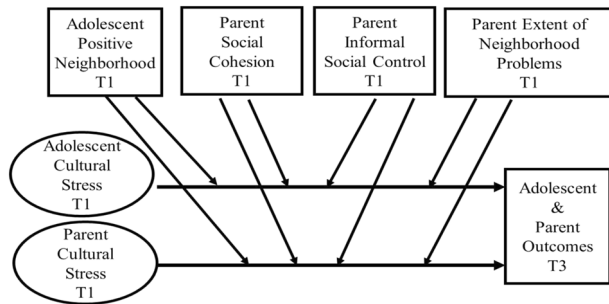 Adolescent
Positive
Neighborhood
T1
Parent
Social
Cohesion
T1
Parent
Informal
Social Control
T1
Parent Extent of
Neighborhood
Problems
T1
Adolescent
Cultural
Stress
T1
Parent
Cultural
Stress
T1
Adolescent
&
Parent
Outcomes
T3